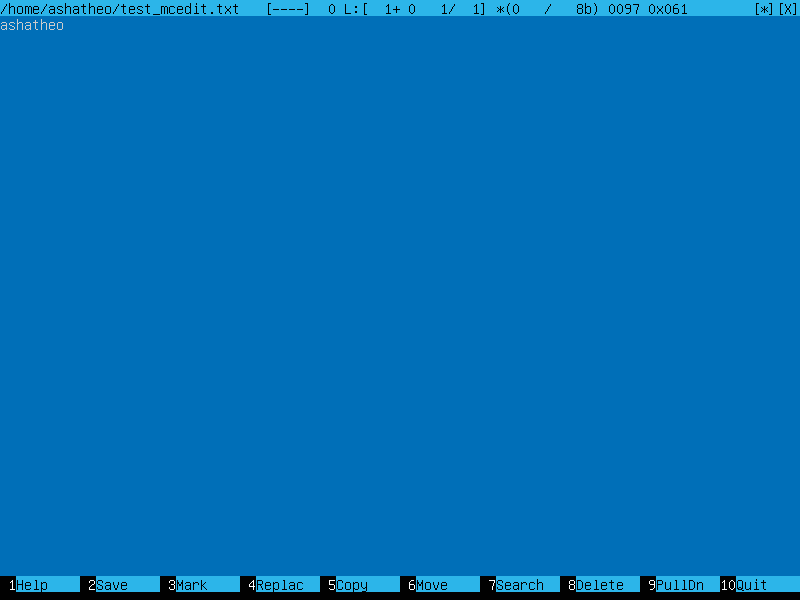 /home/ashatheo/test_mcedit.txt   [----]  0 L:[  1+ 0   1/  1] *(0   /   8b) 0097 0x061        [*][X]
ashatheo
1Help     2Save     3Mark     4Replac   5Copy     6Move     7Search   8Delete   9PullDn  10Quit